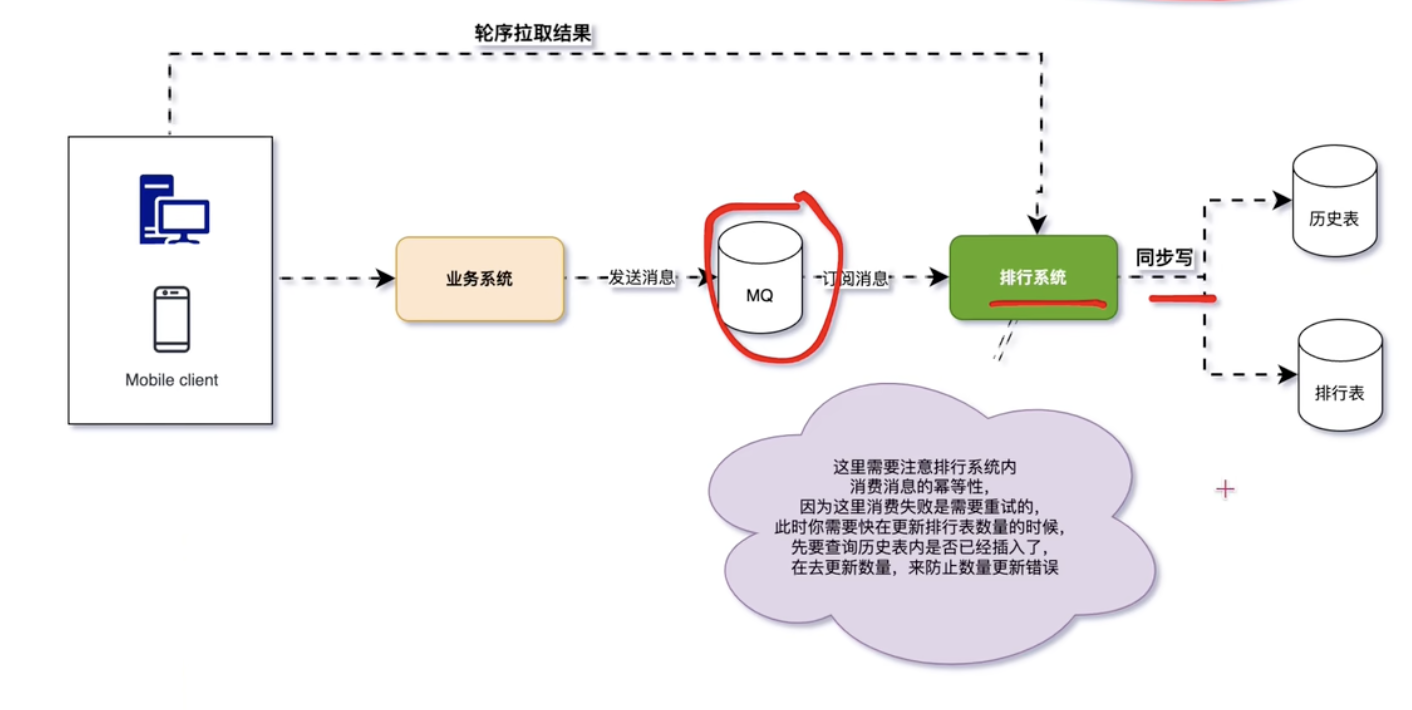 轮序拉取结果
业务系统
发送消息
MQ
订阅消息
排行系统
同步写
历史表
排行表
Mobile client
这里需要注意排行系统内
消费消息的幂等性，
因为这里消费失败是需要重试的，
此时你需要快在更新排行表数量的时候，
先要查询历史表内是否已经插入了，
在去更新数量，来防止数量更新错误